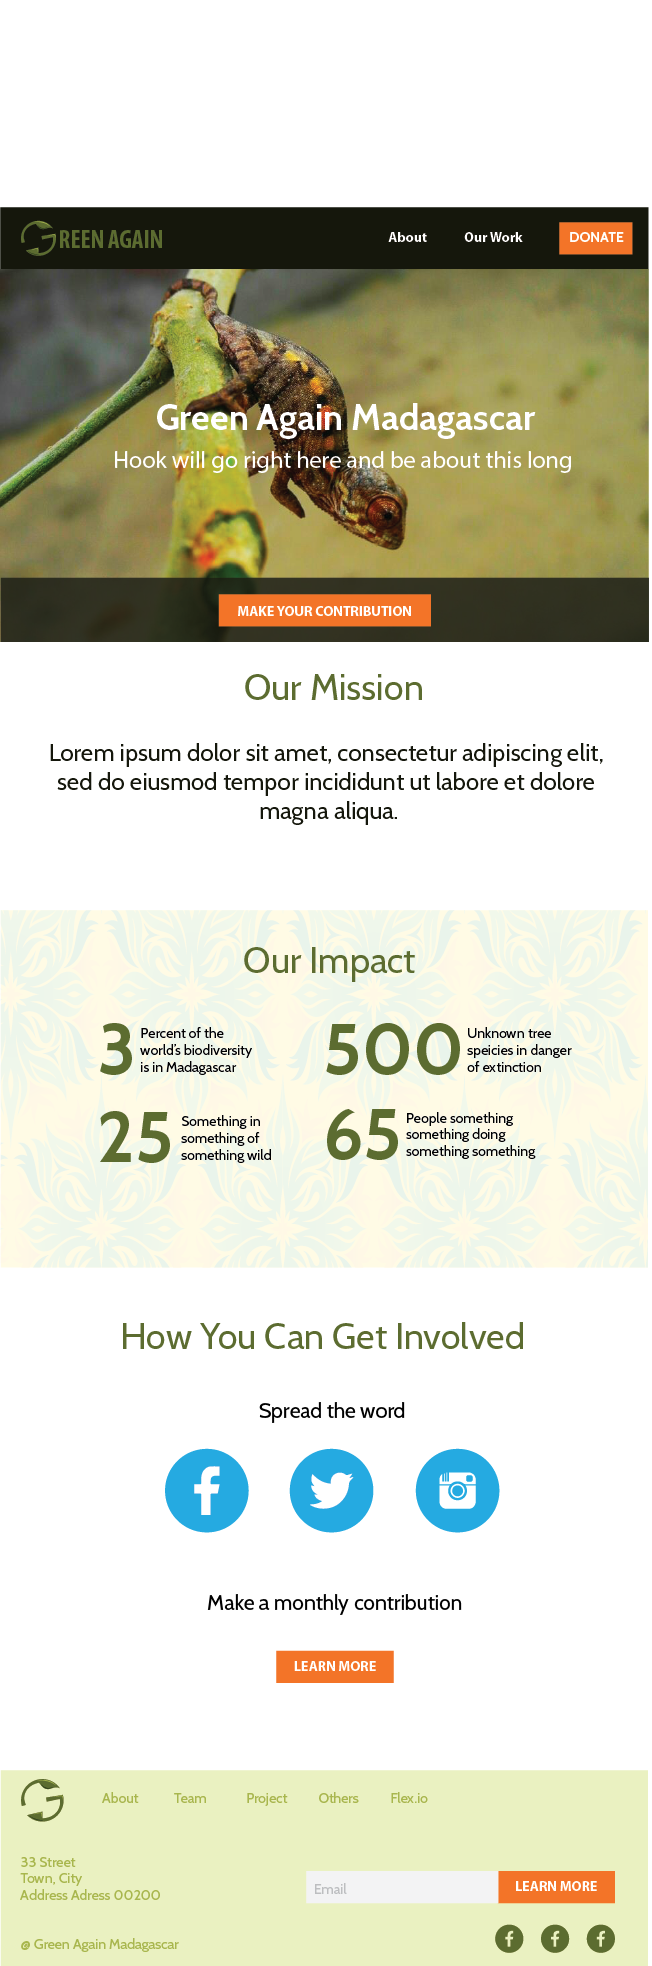 GREEN AGAIN
About
Our Work
DONATE
Green Again Madagascar
Hook will go right here and be about this long
MAKE YOUR CONTRIBUTION
Our Mission
Lorem ipsum dolor sit amet, consectetur adipiscing elit,
sed do eiusmod tempor incididunt ut labore et dolore
magna aliqua.
Our Impact
3
Percent of the
world's biodiversity
is in Madagascar
500
Unknown tree
speicies in danger
of extinction
25
Something in
something of
something wild
65
People something
something doing
something something
How You Can Get Involved
Spread the word
Make a monthly contribution
LEARN MORE
About
Team
Project
Others
Flex.io
33 Street
Town, City
Address Adress 00200
Email
LEARN MORE
@ Green Again Madagascar